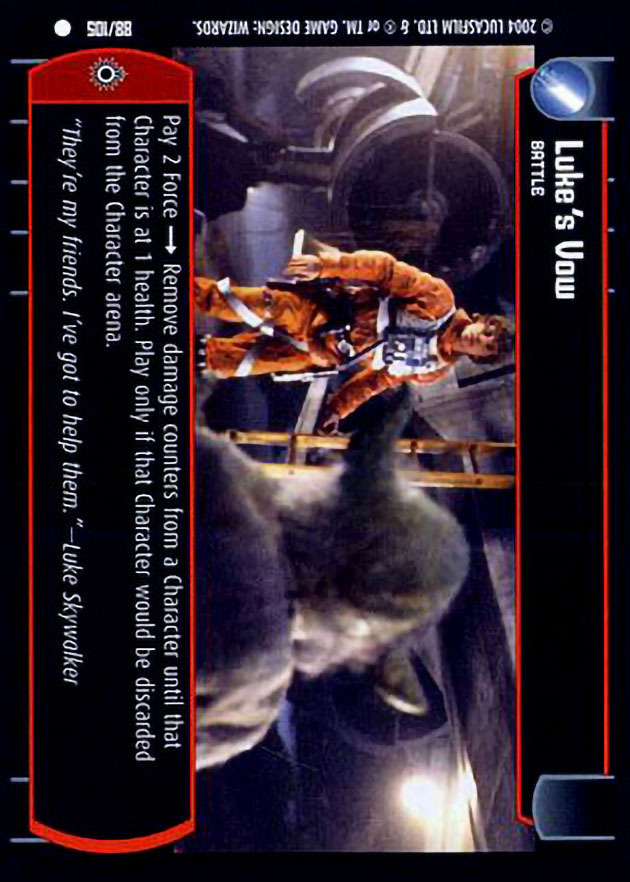 Luke's Vow
BATTLE
Pay 2 Force → Remove damage counters from a Character until that
Character is at 1 health. Play only if that Character would be discarded
from the Character arena.
"They're my friends. I've got to help them."—Luke Skywalker
© 2004 LUCASFILM LTD. & ® or TM. GAME DESIGN: WIZARDS.
88/105